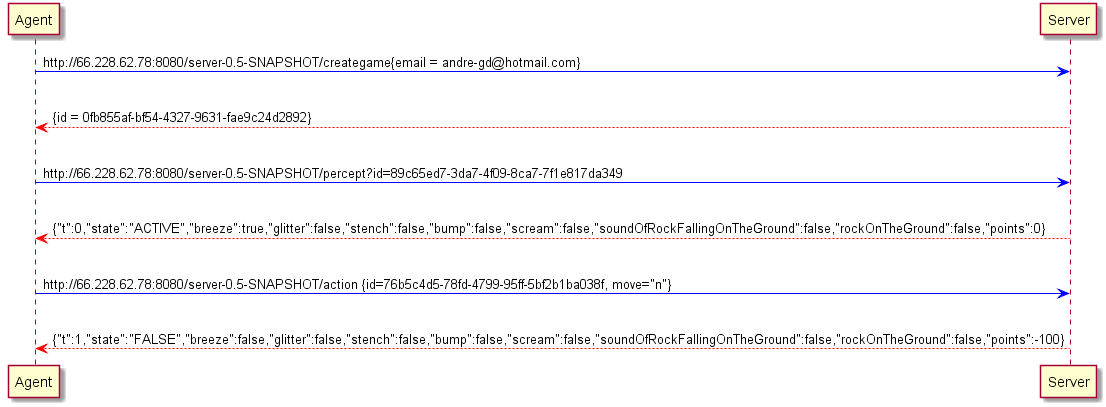 Agent Server
http://66.228.62.78:8080/server-0.5-SNAPSHOT/creategame{email = andre-gd@hotmail.com}
{id = 0fb855af-bf54-4327-9631-fae9c24d2892}
http://66.228.62.78:8080/server-0.5-SNAPSHOT/percept?id=89c65ed7-3da7-4f09-8ca7-7f1e817da349
{"t":0,"state":"ACTIVE","breeze":true,"glitter":false,"stench":false,"bump":false,"scream":false,"soundOfRockFallingOnTheGround":false,"rockOnTheGround":false,"points":0}
http://66.228.62.78:8080/server-0.5-SNAPSHOT/action {id=76b5c4d5-78fd-4799-95ff-5bf2b1ba038f, move="n"}
{"t":1,"state":"FALSE","breeze":false,"glitter":false,"stench":false,"bump":false,"scream":false,"soundOfRockFallingOnTheGround":false,"rockOnTheGround":false,"points":-100}
Agent Server